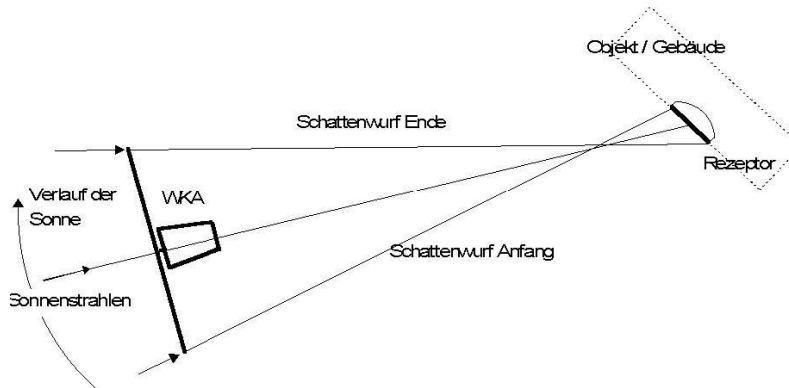 Objekt / Gebäude
Schattenwurf Ende
Rezeptor
Verlauf der
Sonne
WKA
Schattenwurf Anfang
Sonnenstrahlen